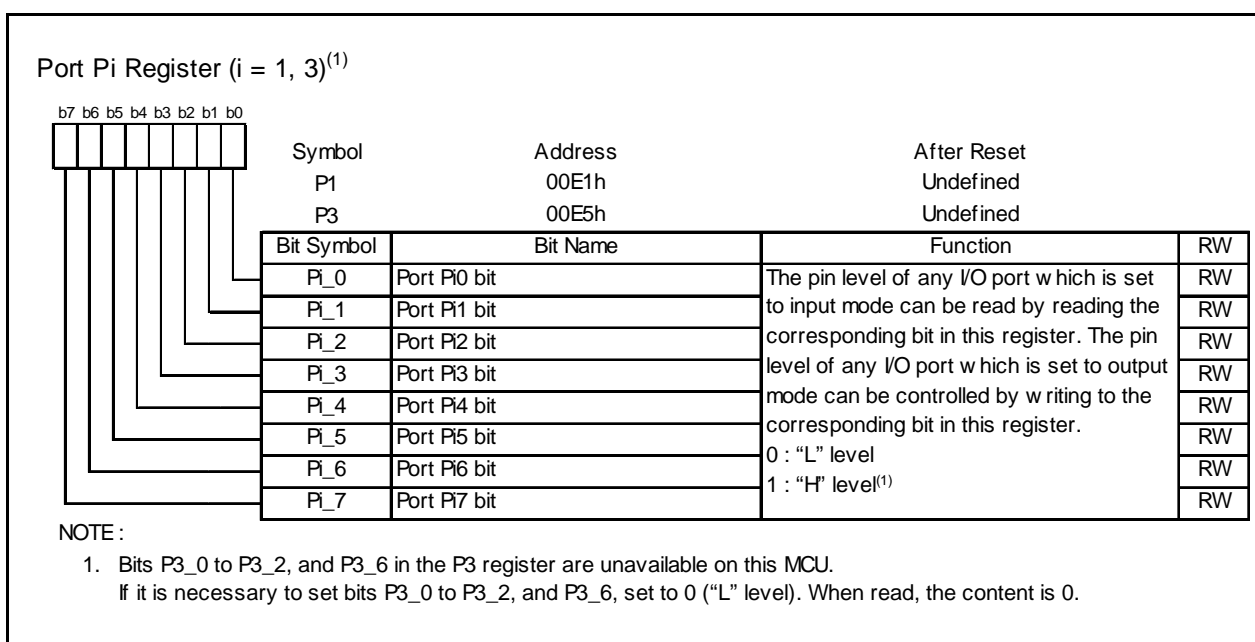 Port Pi Register (i = 1, 3)(1)
b7 b6 b5 b4 b3 b2 b1 b0
Symbol Address After Reset
P1 00E1h Undefined
P3 00E5h Undefined
Bit Symbol Bit Name Function RW
Pi_0 Port Pi0 bit The pin level of any I/O port which is set RW
Pi_1 Port Pi1 bit to input mode can be read by reading the RW
Pi_2 Port Pi2 bit corresponding bit in this register. The pin RW
Pi_3 Port Pi3 bit level of any I/O port which is set to output RW
Pi_4 Port Pi4 bit mode can be controlled by writing to the RW
Pi_5 Port Pi5 bit corresponding bit in this register. RW
Pi_6 Port Pi6 bit 0 : “L” level RW
Pi_7 Port Pi7 bit 1 : “H” level(1) RW
NOTE :
1. Bits P3_0 to P3_2, and P3_6 in the P3 register are unavailable on this MCU.
If it is necessary to set bits P3_0 to P3_2, and P3_6, set to 0 (“L” level). When read, the content is 0.